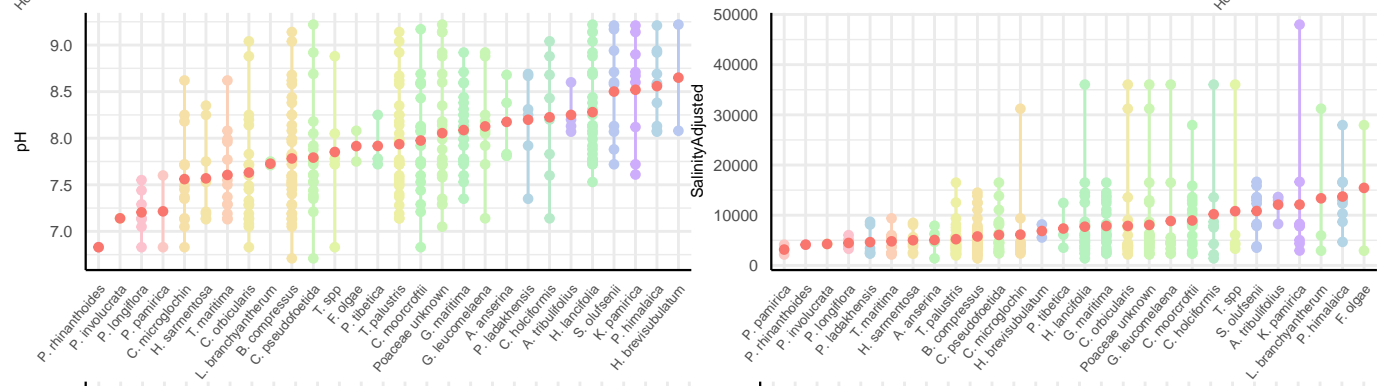 pH
9.0
8.5
8.0
7.5
7.0
P. rhinanthoides
P. involucrata
P. longiflora
P. pamirica
C. microglochin
H. sarmentosa
T. maritima
C. orbicularis
L. branchyantherum
B. compressus
C. pseudofoetida
T. spp
F. olgae
P. tibetica
T. palustris
C. moorcroftii
Poaceae unknown
G. maritima
G. leucomelaena
A. anserina
P. ladakhensis
C. holciformis
A. tribulifolius
H. lancifolia
S. olufsenii
K. pamirica
P. himalaica
H. brevisubulatum
SalinityAdjusted
50000
40000
30000
20000
10000
0
P. pamirica
P. rhinanthoides
P. involucrata
P. longiflora
P. ladakhensis
T. maritima
H. sarmentosa
A. anserina
T. palustris
B. compressus
C. pseudofoetida
C. microglochin
H. brevisubulatum
P. tibetica
H. lancifolia
G. maritima
C. orbicularis
Poaceae unknown
G. leucomelaena
C. moorcroftii
C. holciformis
T. spp
S. olufsenii
A. tribulifolius
K. pamirica
L. branchyantherum
P. himalaica
F. olgae